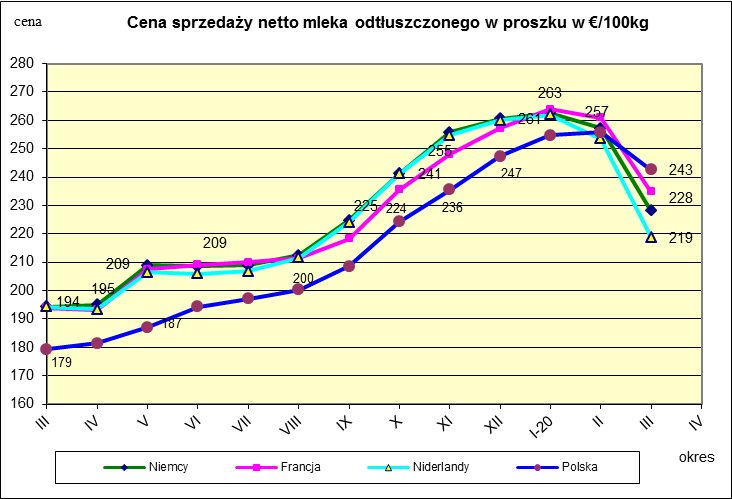 cena
Cena sprzedaży netto mleka odtłuszczonego w proszku w €/100kg
280
270
260
250
240
230
220
210
200
190
180
170
160
194
195
209
209
225
241
255
261
263
257
243
228
219
179
187
200
224
236
247
III
IV
V
VI
VII
VIII
IX
X
XI
XII
I-20
II
III
IV
okres
Niemcy Francja Niderlandy Polska